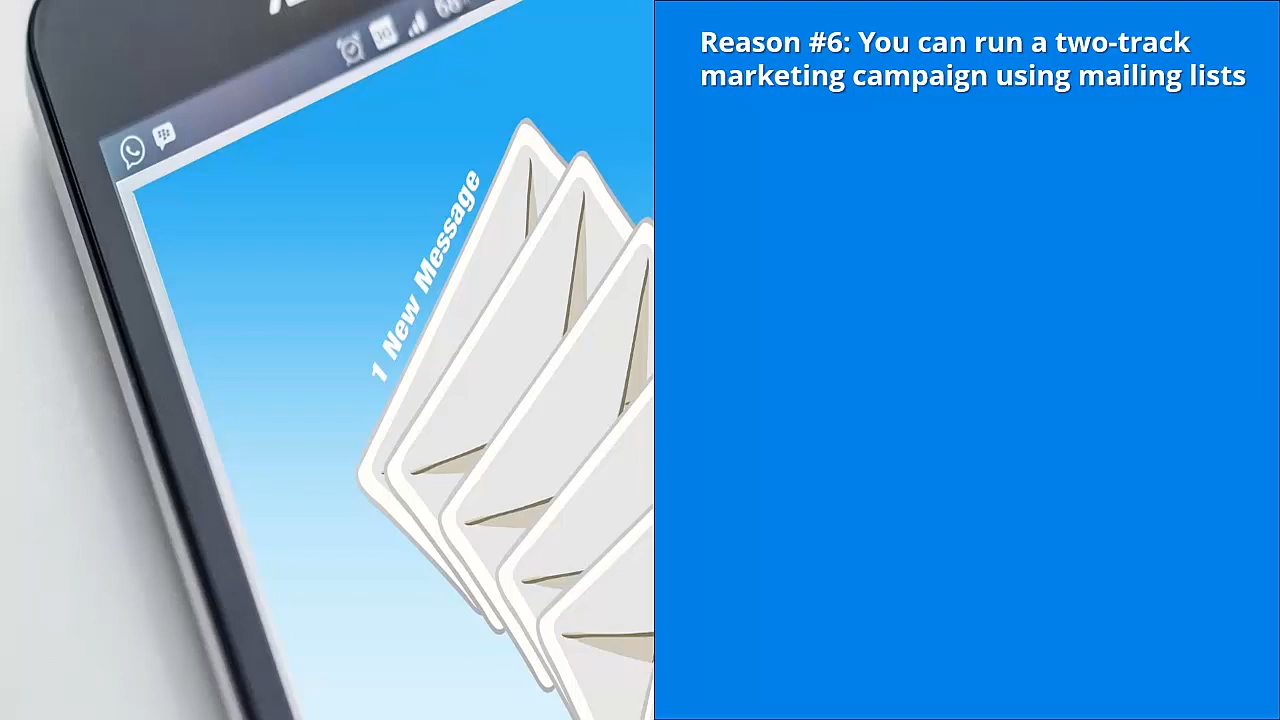 Reason #6: You can run a two-track
marketing campaign using mailing lists
1 New Message